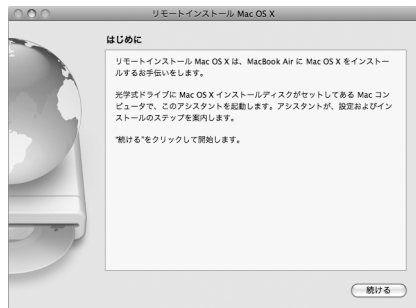 リモートインストール Mac OS X
はじめに
リモートインストール Mac OS X は、MacBook Air に Mac OS X をインストー
ルするお手伝いをします。
光学式ドライブに Mac OS X インストールディスクがセットしてある Mac コン
ピュータで、このアシスタントを起動します。アシスタントが、設定およびイン
ストールのステップを案内します。
“続ける”をクリックして開始します。
続ける